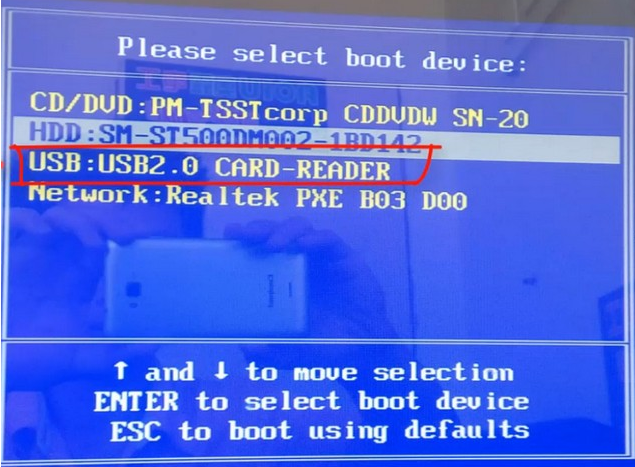 Please select boot device:
CD/DVD:PM-TSSTcorp CDDVDW SN-20
HDD:SM-ST500DM002-1BD142
USB:USB2.0 CARD-READER
Network:Realtek PXE B03 D00
↑ and ↓ to move selection
ENTER to select boot device
ESC to boot using defaults